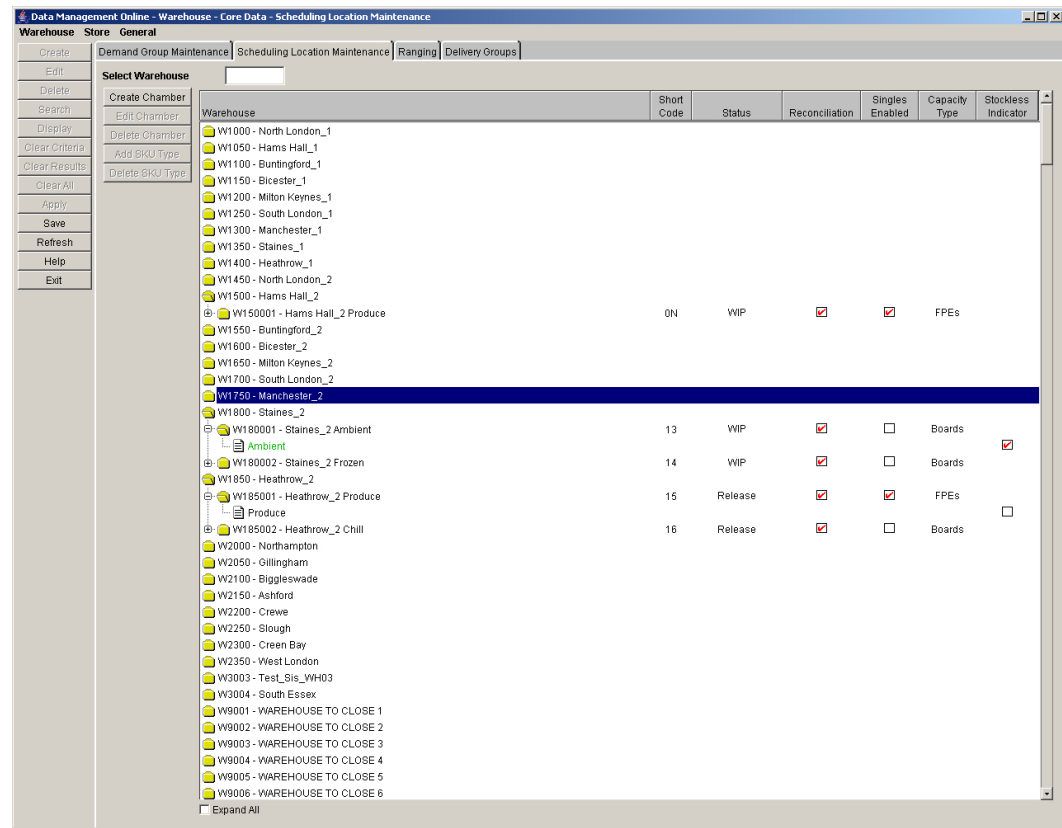 Data Management Online - Warehouse - Core Data - Scheduling Location Maintenance
Warehouse Store General
Create
Edit
Delete
Search
Display
Clear Criteria
Clear Results
Clear All
Apply
Save
Refresh
Help
Exit
Demand Group Maintenance Scheduling Location Maintenance Ranging Delivery Groups
Select Warehouse
Create Chamber
Edit Chamber
Delete Chamber
Add SKU Type
Delete SKU Type
Warehouse Short Code Status Reconciliation Singles Enabled Capacity Type Stockless Indicator
W1000 - North London_1
W1050 - Hams Hall_1
W1100 - Buntingford_1
W1150 - Bicester_1
W1200 - Milton Keynes_1
W1250 - South London_1
W1300 - Manchester_1
W1350 - Staines_1
W1400 - Heathrow_1
W1450 - North London_2
W1500 - Hams Hall_2
W150001 - Hams Hall_2 Produce 0N WIP FPEs
W1550 - Buntingford_2
W1600 - Bicester_2
W1650 - Milton Keynes_2
W1700 - South London_2
W1750 - Manchester_2
W1800 - Staines_2
W180001 - Staines_2 Ambient 13 WIP Boards
Ambient
W180002 - Staines_2 Frozen 14 WIP Boards
W1850 - Heathrow_2
W185001 - Heathrow_2 Produce 15 Release FPEs
Produce
W185002 - Heathrow_2 Chill 16 Release Boards
W2000 - Northampton
W2050 - Gillingham
W2100 - Biggleswade
W2150 - Ashford
W2200 - Crewe
W2250 - Slough
W2300 - Creen Bay
W2350 - West London
W3003 - Test_Sis_WH03
W3004 - South Essex
W9001 - WAREHOUSE TO CLOSE 1
W9002 - WAREHOUSE TO CLOSE 2
W9003 - WAREHOUSE TO CLOSE 3
W9004 - WAREHOUSE TO CLOSE 4
W9005 - WAREHOUSE TO CLOSE 5
W9006 - WAREHOUSE TO CLOSE 6
Expand All